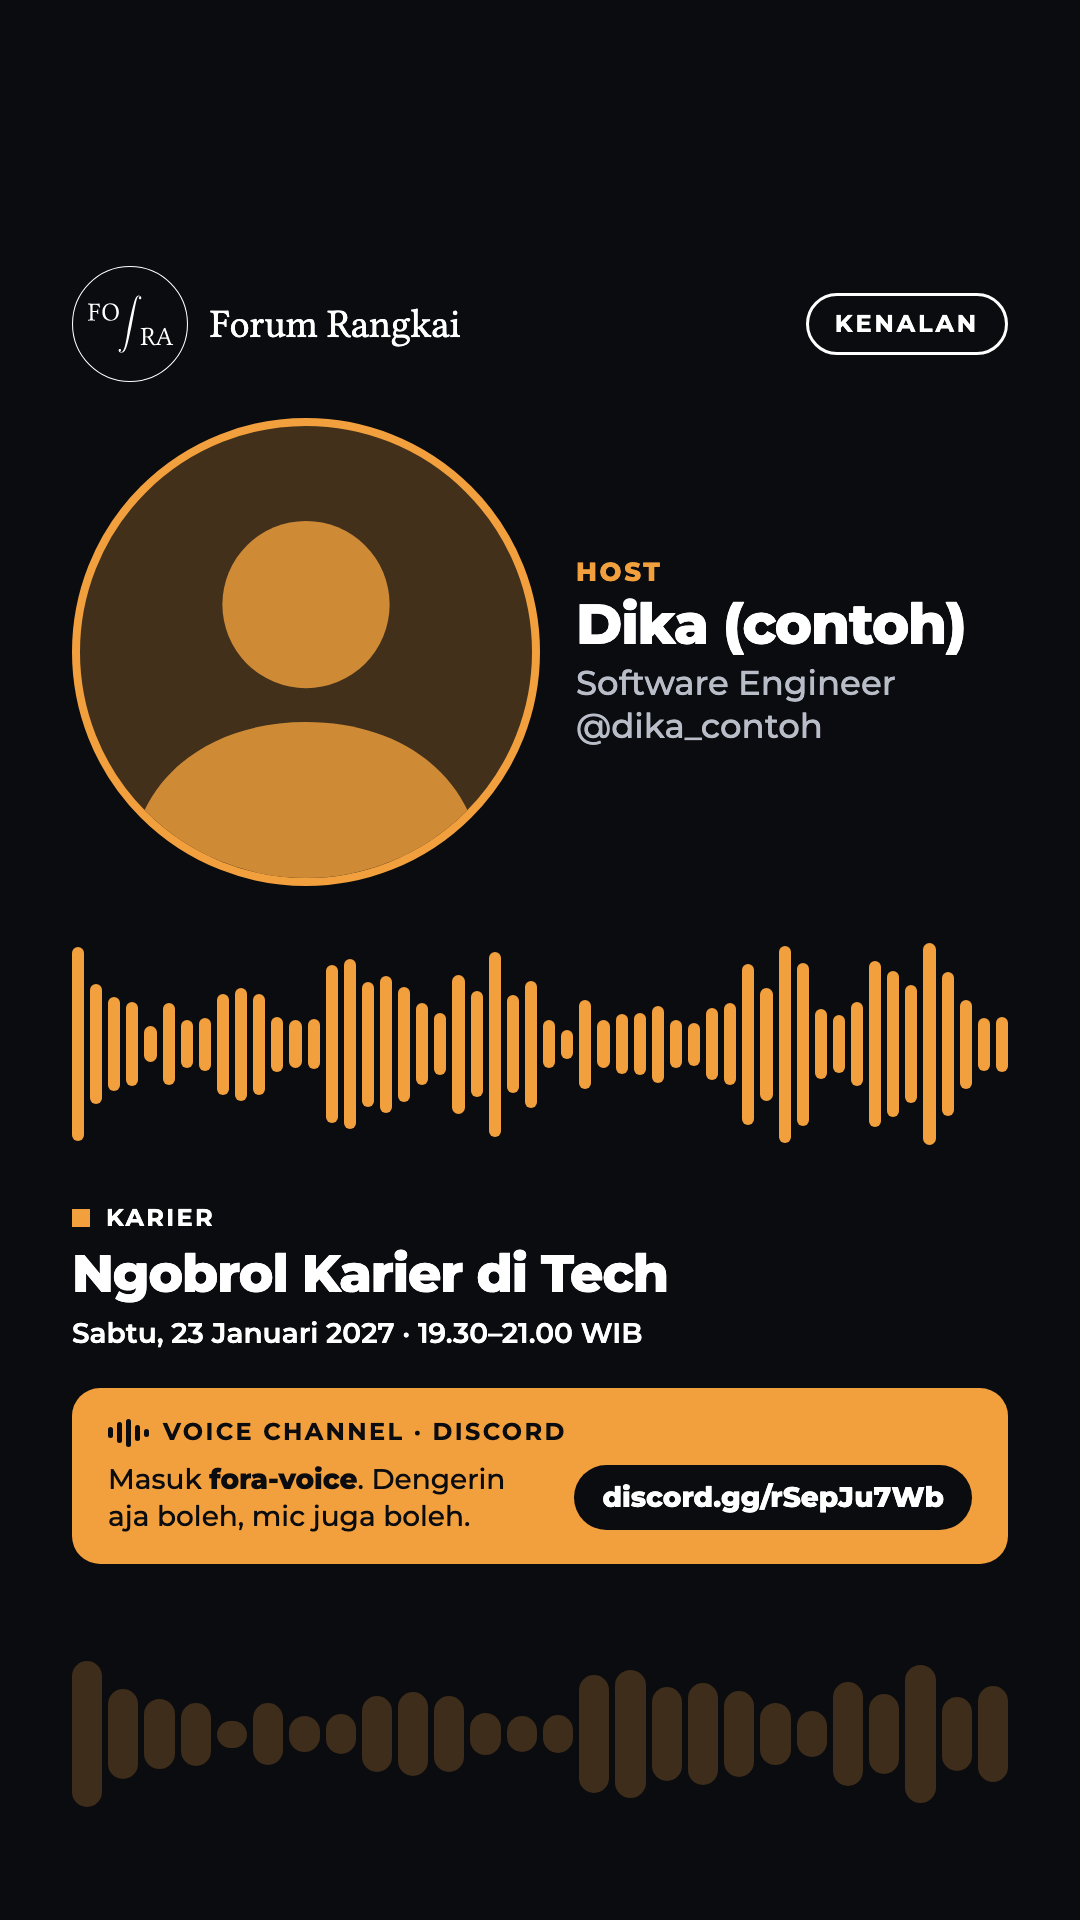 FO
RA
Forum Rangkai
KENALAN
HOST
Dika (contoh)
Software Engineer
@dika_contoh
KARIER
Ngobrol Karier di Tech
Sabtu, 23 Januari 2027 · 19.30–21.00 WIB
VOICE CHANNEL · DISCORD
Masuk fora-voice. Dengerin
aja boleh, mic juga boleh.
discord.gg/rSepJu7Wb